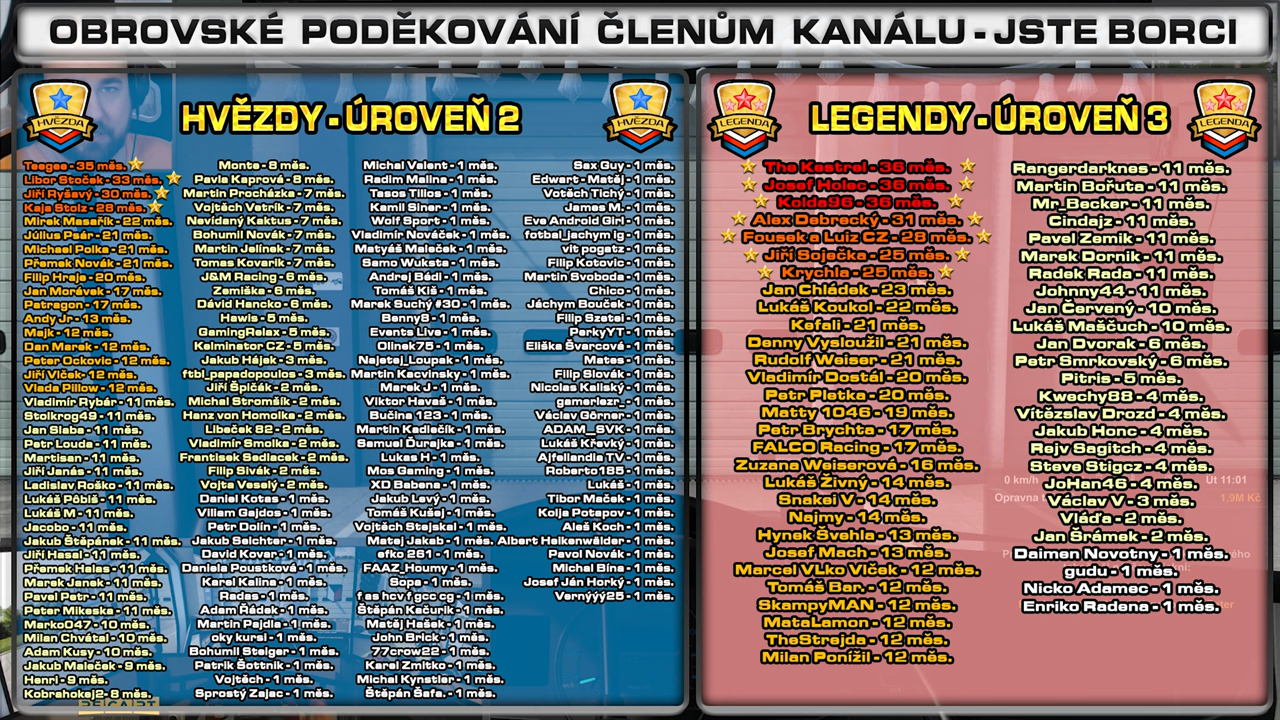 OBROVSKÉ PODĚKOVÁNÍ ČLENŮM KANÁLU - JSTE BORCI
HVĚZDA
HVĚZDY - ÚROVEŇ 2
HVĚZDA
Teegee - 35 měs.
Libor Stoček - 33 měs.
Jiří Ryšavý - 30 měs.
Kaja Stolz - 28 měs.
Mirek Masařík - 22 měs.
Július Psár - 21 měs.
Michael Polka - 21 měs.
Přemek Novák - 21 měs.
Filip Hraje - 20 měs.
Jan Morávek - 17 měs.
Patragon - 17 měs.
Andy Jr - 13 měs.
Majk - 12 měs.
Dan Marek - 12 měs.
Peter Ockovic - 12 měs.
Jiří Vlček - 12 měs.
Vlada Pillow - 12 měs.
Vladimír Rybár - 11 měs.
Stolkrog49 - 11 měs.
Jan Slaba - 11 měs.
Petr Louda - 11 měs.
Martisan - 11 měs.
Jiří Janás - 11 měs.
Ladislav Roško - 11 měs.
Lukáš Pôbiš - 11 měs.
Lukáš M - 11 měs.
Jacobo - 11 měs.
Jakub Štěpánek - 11 měs.
Jiří Hasal - 11 měs.
Přemek Halas - 11 měs.
Marek Janek - 11 měs.
Pavel Petr - 11 měs.
Peter Mikeska - 11 měs.
Marko047 - 10 měs.
Milan Chvátal - 10 měs.
Adam Kusy - 10 měs.
Jakub Maleček - 9 měs.
Henrl - 9 měs.
Kobrahokej2 - 8 měs.
Monte - 8 měs.
Pavla Kaprová - 8 měs.
Martin Procházka - 7 měs.
Vojtěch Vetrík - 7 měs.
Nevidaný Kaktus - 7 měs.
Bohumil Novák - 7 měs.
Martin Jelínek - 7 měs.
Tomas Kovarik - 7 měs.
J&M Racing - 6 měs.
Zemiška - 6 měs.
Dávid Hancko - 6 měs.
Hawis - 5 měs.
GamingRelax - 5 měs.
Kelminator CZ - 5 měs.
Jakub Hájek - 3 měs.
ftbl_papadopoulos - 3 měs.
Jiří Špičák - 2 měs.
Michal Stromšík - 2 měs.
Hanz von Homolka - 2 měs.
Libeček 82 - 2 měs.
Vladimír Smolka - 2 měs.
Frantisek Sedlacek - 2 měs.
Filip Sivák - 2 měs.
Vojta Veselý - 2 měs.
Daniel Kotas - 1 měs.
Viliam Gajdos - 1 měs.
Petr Dolín - 1 měs.
Jakub Seichter - 1 měs.
David Kovar - 1 měs.
Daniela Poustková - 1 měs.
Karel Kalina - 1 měs.
Radas - 1 měs.
Adam Řádek - 1 měs.
Martin Pajdla - 1 měs.
oky kursi - 1 měs.
Bohumil Steiger - 1 měs.
Patrik Šottnik - 1 měs.
Vojtěch - 1 měs.
Sprostý Zajac - 1 měs.
Michal Valent - 1 měs.
Radim Malina - 1 měs.
Tasos Tilios - 1 měs.
Kamil Siner - 1 měs.
Wolf Sport - 1 měs.
Vladimír Nováček - 1 měs.
Matyáš Maleček - 1 měs.
Samo Wuksta - 1 měs.
Andrej Bédi - 1 měs.
Tomáš Kiš - 1 měs.
Marek Suchý #30 - 1 měs.
Benny8 - 1 měs.
Events Live - 1 měs.
Olinek75 - 1 měs.
Najetej_Loupak - 1 měs.
Martin Kacvinsky - 1 měs.
Marek J - 1 měs.
Viktor Havaš - 1 měs.
Bučina 123 - 1 měs.
Martin Kadlečík - 1 měs.
Samuel Ďurajka - 1 měs.
Lukas H - 1 měs.
Mos Gaming - 1 měs.
XD Babena - 1 měs.
Jakub Levý - 1 měs.
Tomáš Kušej - 1 měs.
Vojtěch Stejskal - 1 měs.
Matej Jakab - 1 měs.
efko 261 - 1 měs.
FAAZ_Houmy - 1 měs.
Sopa - 1 měs.
f as hcv f gcc cg - 1 měs.
Štěpán Kačurik - 1 měs.
Matěj Hašek - 1 měs.
John Brick - 1 měs.
77crow22 - 1 měs.
Karel Zmitko - 1 měs.
Michal Kynstler - 1 měs.
Štěpán Šafa. - 1 měs.
Sax Guy - 1 měs.
Edwart - Matěj - 1 měs.
Votěch Tichý - 1 měs.
James M. - 1 měs.
Eve Android Girl - 1 měs.
fotbal_jachym ig - 1 měs.
vit pogetz - 1 měs.
Filip Kotovic - 1 měs.
Martin Svoboda - 1 měs.
Chico - 1 měs.
Jáchym Bouček - 1 měs.
Filip Szetei - 1 měs.
PerkyYT - 1 měs.
Eliška Švarcová - 1 měs.
Mates - 1 měs.
Filip Slovák - 1 měs.
Nicolas Kaliský - 1 měs.
gamerlezr_ - 1 měs.
Václav Görner - 1 měs.
ADAM_SVK - 1 měs.
Lukáš Křevký - 1 měs.
Ajfellandia TV - 1 měs.
Roberto185 - 1 měs.
Lukáš - 1 měs.
Tibor Maček - 1 měs.
Kolja Potapov - 1 měs.
Aleš Koch - 1 měs.
Albert Heikenwälder - 1 měs.
Pavol Novák - 1 měs.
Michal Bína - 1 měs.
Josef Ján Horký - 1 měs.
Vernýýý25 - 1 měs.
LEGENDA
LEGENDY - ÚROVEŇ 3
LEGENDA
The Kestrel - 36 měs.
Josef Holec - 36 měs.
Kolda96 - 36 měs.
Alex Debrecký - 31 měs.
Fousek a Luiz CZ - 28 měs.
Jiří Soječka - 25 měs.
Krychla - 25 měs.
Jan Chládek - 23 měs.
Lukáš Koukol - 22 měs.
Kefali - 21 měs.
Denny Vysloužil - 21 měs.
Rudolf Weiser - 21 měs.
Vladimír Dostál - 20 měs.
Petr Pletka - 20 měs.
Matty 1046 - 19 měs.
Petr Brychta - 17 měs.
FALCO Racing - 17 měs.
Zuzana Weiserová - 16 měs.
Lukáš Živný - 14 měs.
Snakei V - 14 měs.
Najmy - 14 měs.
Hynek Švehla - 13 měs.
Josef Mach - 13 měs.
Marcel VLko Vlček - 12 měs.
Tomáš Bar. - 12 měs.
SkampyMAN - 12 měs.
MataLamon - 12 měs.
TheStrejda - 12 měs.
Milan Ponížil - 12 měs.
Rangerdarknes - 11 měs.
Martin Bořuta - 11 měs.
Mr_Becker - 11 měs.
Cindajz - 11 měs.
Pavel Zemik - 11 měs.
Marek Dornik - 11 měs.
Radek Rada - 11 měs.
Johnny44 - 11 měs.
Jan Červený - 10 měs.
Lukáš Maščuch - 10 měs.
Jan Dvorak - 6 měs.
Petr Smrkovský - 6 měs.
Pitris - 5 měs.
Kwechy88 - 4 měs.
Vítězslav Drozd - 4 měs.
Jakub Honc - 4 měs.
Rejv Sagitch - 4 měs.
Steve Stigcz - 4 měs.
JoHan46 - 4 měs.
Václav V - 3 měs.
Vláďa - 2 měs.
Jan Šrámek - 2 měs.
Daimen Novotny - 1 měs.
gudu - 1 měs.
Nicko Adamec - 1 měs.
Enriko Radena - 1 měs.
0 km/h
Út 11:01
Opravna
1,9M Kč